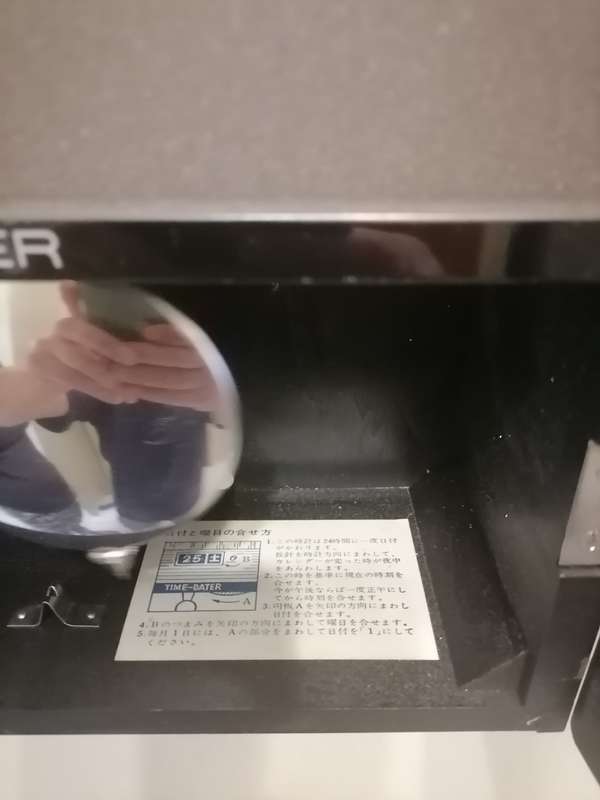 ER
日付と曜日の合せ方
25 土 B
TIME-DATER
A
1. この時計は24時間に一度日付
がかわります。
指針を時計方向にまわして、
カレンダーが変った時が夜中
をあらわします。
2. この時を基準に現在の時刻を
合せます。
今が午後ならば一度正午にし
てから時刻を合せます。
3. 円板Aを矢印の方向にまわし
日付を合せます。
4. Bのつまみを矢印の方向にまわして曜日を合せます。
5. 毎月1日には、Aの部分をまわして日付を「1」にして
ください。